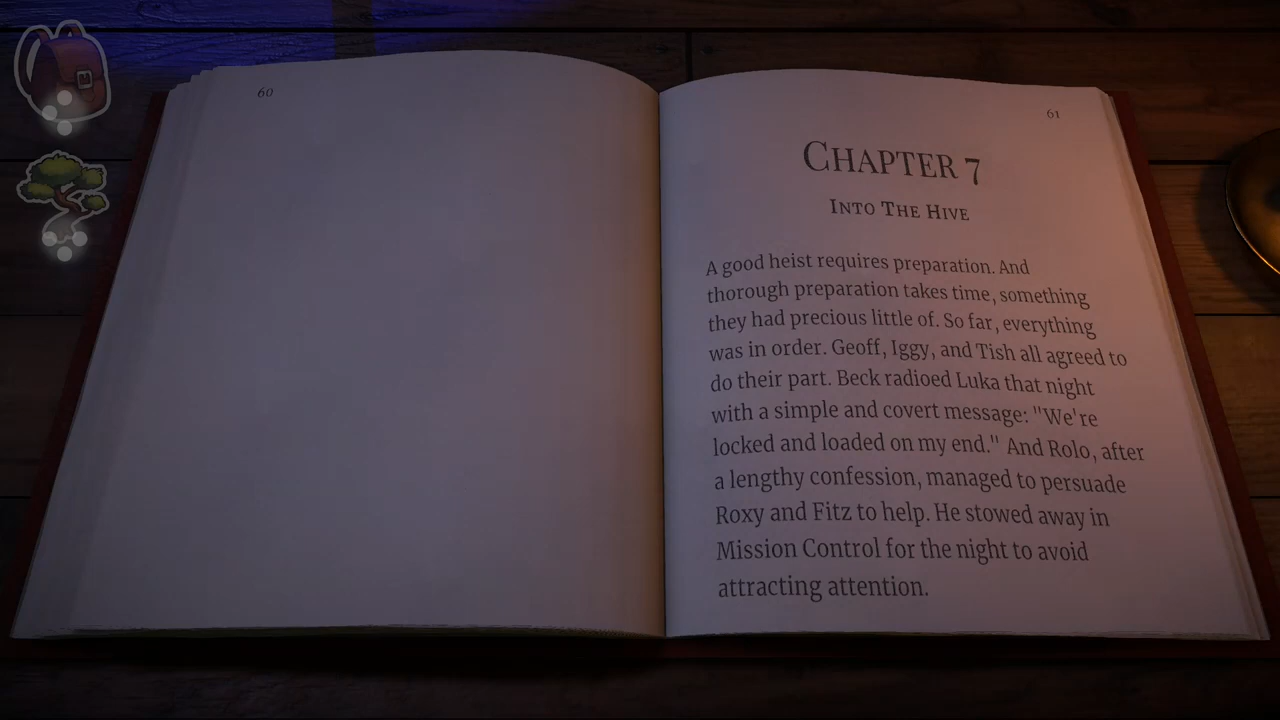 60
61
Chapter 7
Into The Hive
A good heist requires preparation. And
thorough preparation takes time, something
they had precious little of. So far, everything
was in order. Geoff, Iggy, and Tish all agreed to
do their part. Beck radioed Luka that night
with a simple and covert message: "We're
locked and loaded on my end." And Rolo, after
a lengthy confession, managed to persuade
Roxy and Fitz to help. He stowed away in
Mission Control for the night to avoid
attracting attention.